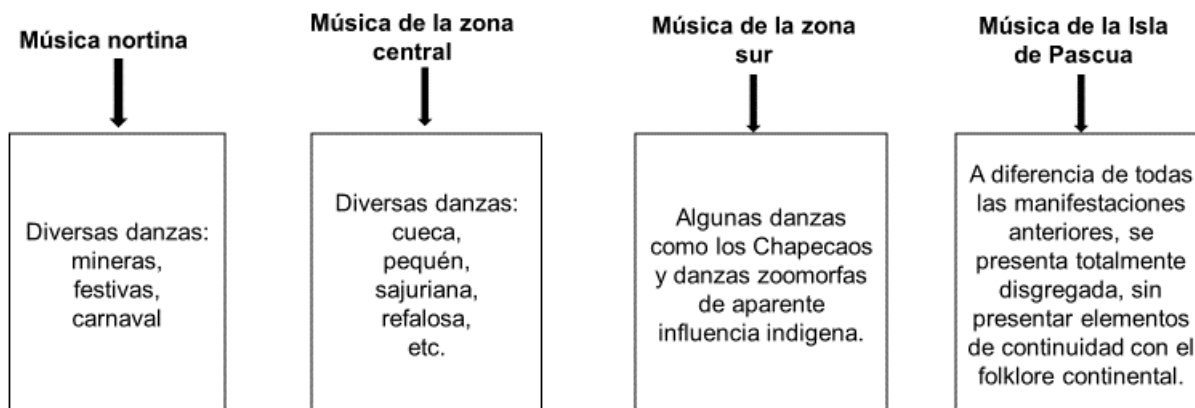 Música nortina
Diversas danzas:
mineras,
festivas,
carnaval
Música de la zona
central
Diversas danzas:
cueca,
pequén,
sajuriana,
refalosa,
etc.
Música de la zona
sur
Algunas danzas
como los Chapecaos
y danzas zoomorfas
de aparente
influencia indigena.
Música de la Isla
de Pascua
A diferencia de todas
las manifestaciones
anteriores, se
presenta totalmente
disgregada, sin
presentar elementos
de continuidad con el
folklore continental.